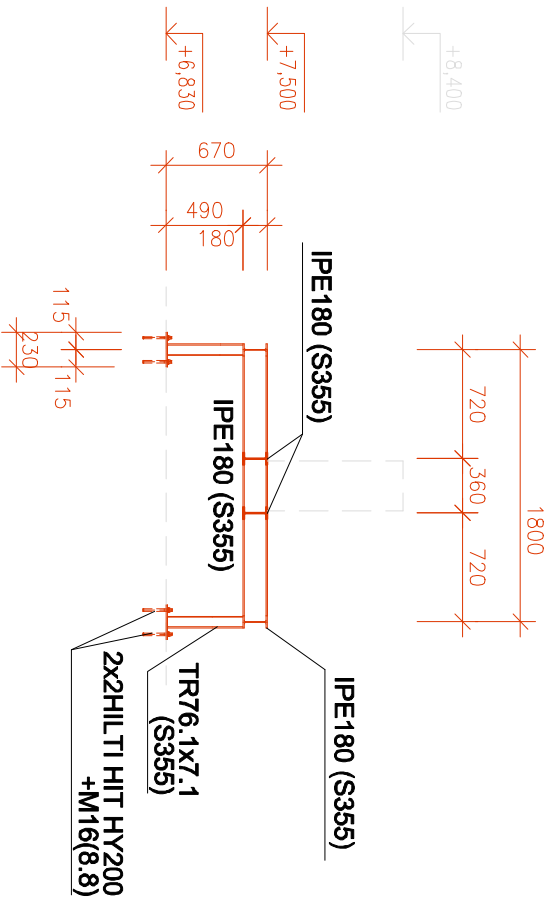 1800
720
360
720
+8,400
+7,500
+6,830
670
490
180
IPE180 (S355)
IPE180 (S355)
IPE180 (S355)
TR76.1x7.1
(S355)
2x2HILTI HIT HY200
+M16(8.8)
115
115
230